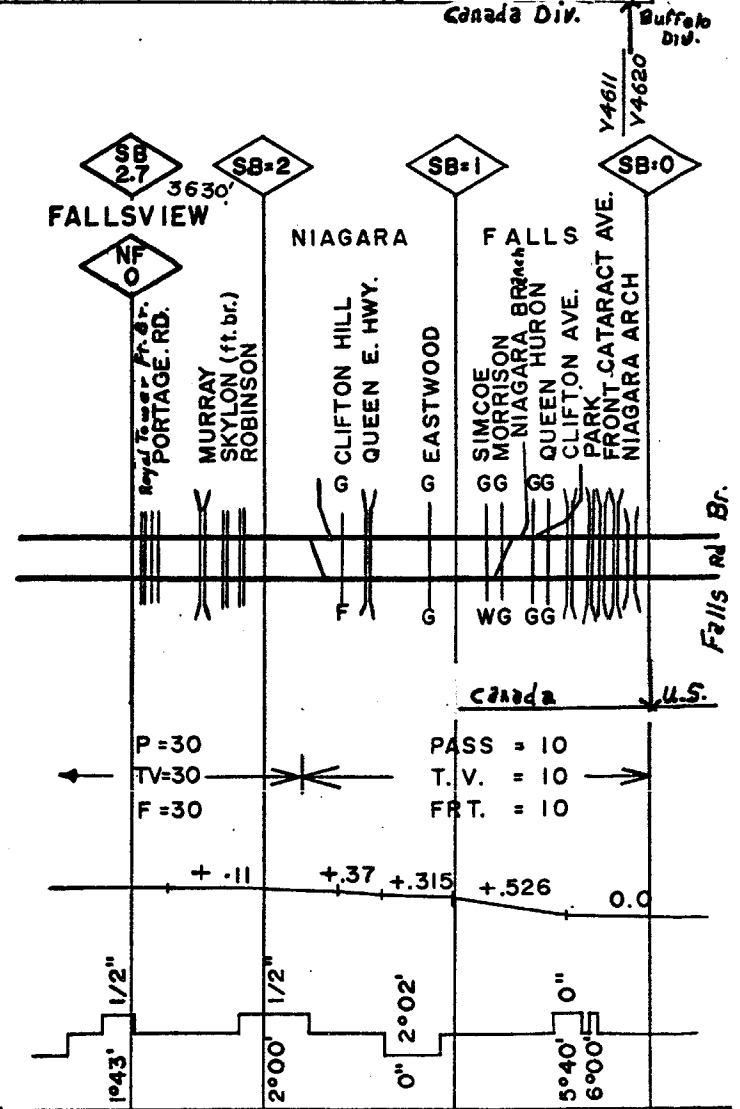 Canada Div.
Buffalo
Div.
Y4611
Y4620
SB
2.7
SB=2
SB=1
SB=0
3630'
FALLSVIEW
NF
0
NIAGARA FALLS
Royal Tower Ft. Br.
PORTAGE. RD.
MURRAY
SKYLON (ft. br.)
ROBINSON
CLIFTON HILL
QUEEN E. HWY.
EASTWOOD
SIMCOE
MORRISON
NIAGARA BRanch
QUEEN
HURON
CLIFTON AVE.
PARK
FRONT. CATARACT AVE.
NIAGARA ARCH
G G GG GG
F G WG GG
Falls Rd Br.
Canada U.S.
P =30 PASS = 10
TV=30 T. V. = 10
F =30 FRT. = 10
+ .11 +.37 +.315 +.526 0.0
1/2" 1/2" 2°02' 0"
1°43' 2°00' 0" 5°40' 6°00'